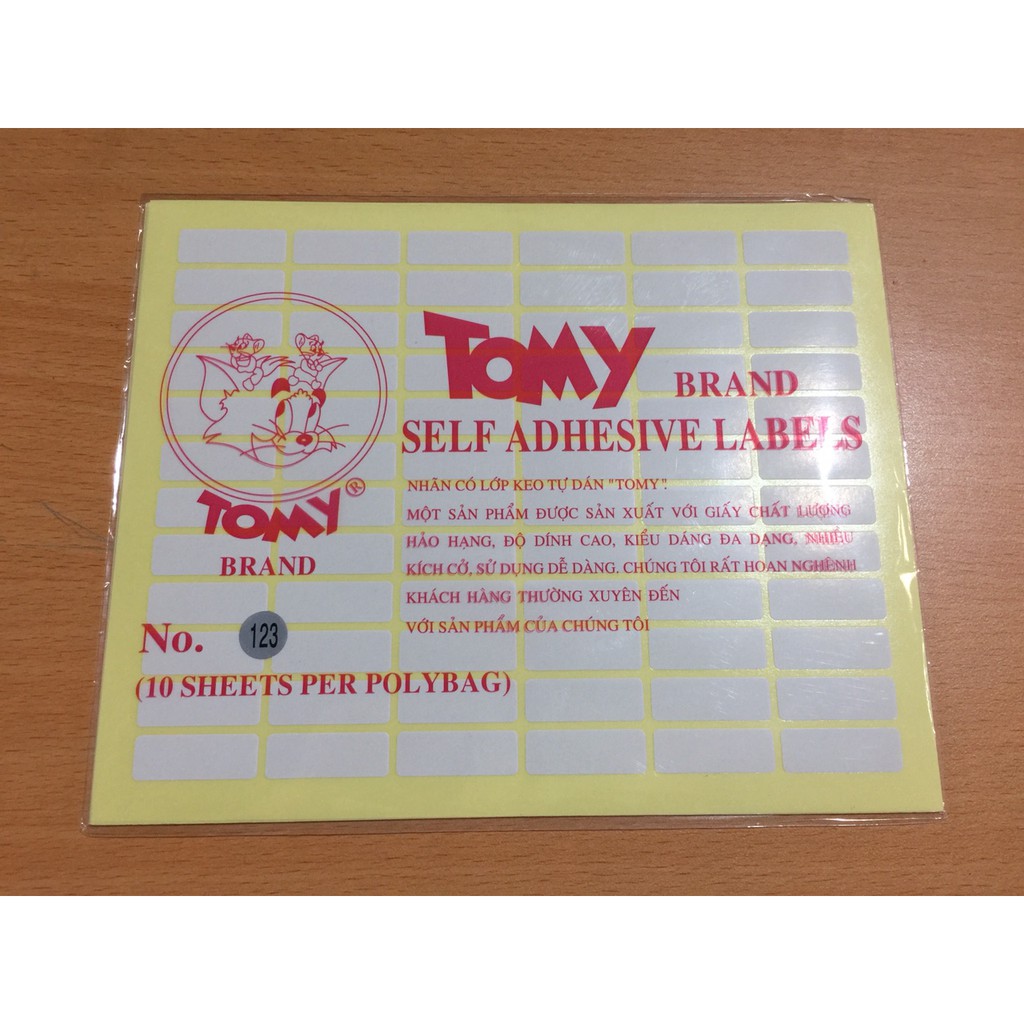 TOMY BRAND
SELF ADHESIVE LABELS
NHÃN CÓ LỚP KEO TỰ DÁN "TOMY".
MỘT SẢN PHẨM ĐƯỢC SẢN XUẤT VỚI GIẤY CHẤT LƯỢNG
HẢO HẠNG, ĐỘ DÍNH CAO, KIỂU DÁNG ĐA DẠNG, NHIỀU
KÍCH CỞ, SỬ DỤNG DỄ DÀNG, CHÚNG TÔI RẤT HOAN NGHÊNH
KHÁCH HÀNG THƯỜNG XUYÊN ĐẾN
VỚI SẢN PHẨM CỦA CHÚNG TÔI
TOMY®
BRAND
No. 123
(10 SHEETS PER POLYBAG)